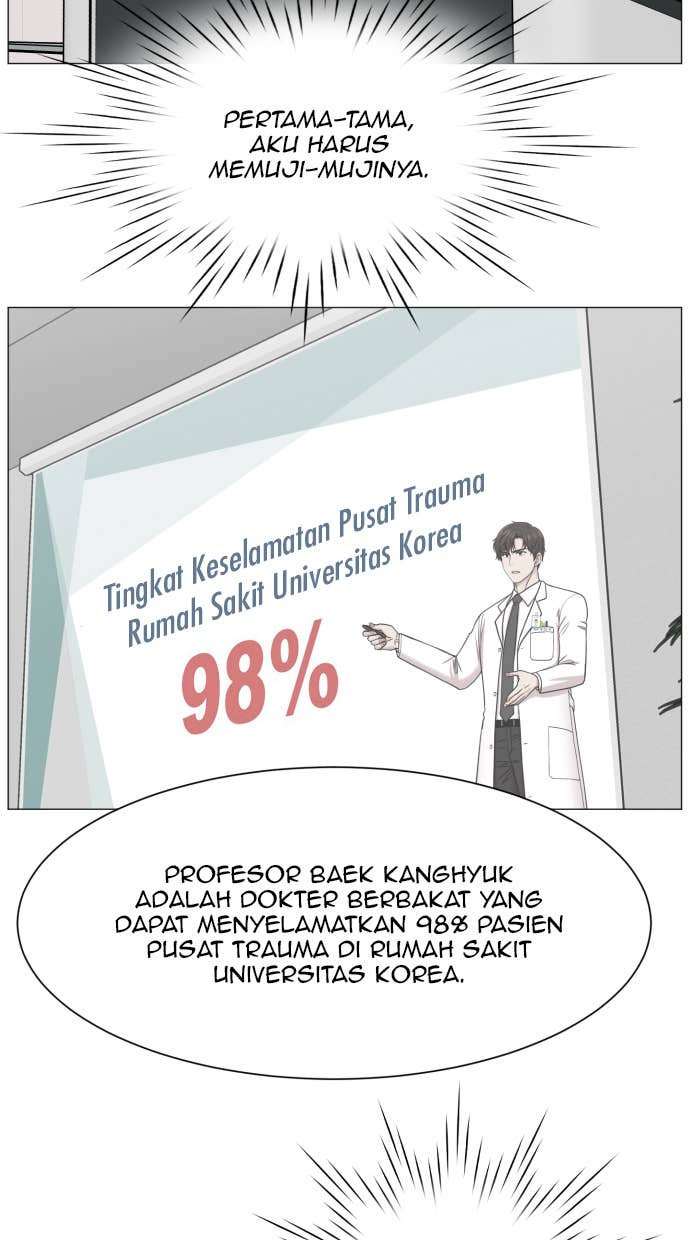 PERTAMA-TAMA,
AKU HARUS
MEMUJI-MUJINYA.
Tingkat Keselamatan Pusat Trauma
Rumah Sakit Universitas Korea
98%
PROFESOR BAEK KANGHYUK
ADALAH DOKTER BERBAKAT YANG
DAPAT MENYELAMATKAN 98% PASIEN
PUSAT TRAUMA DI RUMAH SAKIT
UNIVERSITAS KOREA.